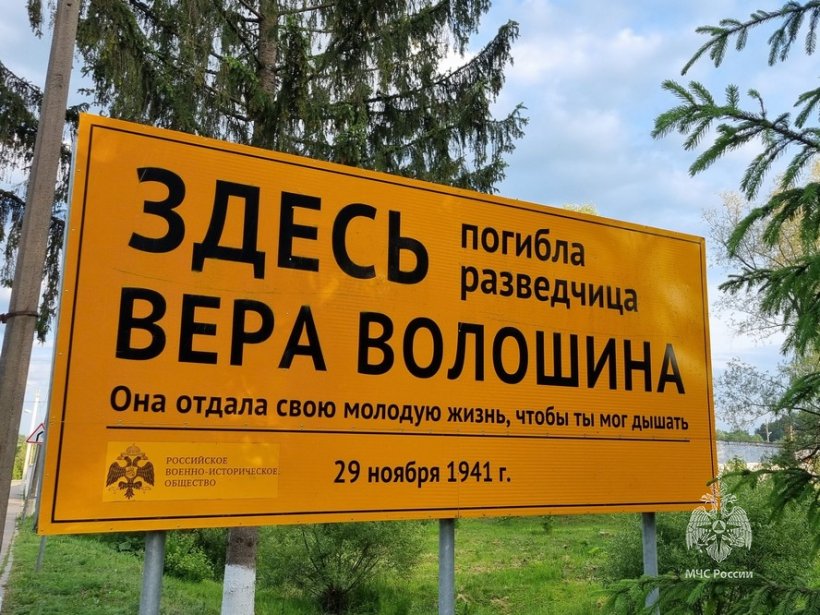 ЗДЕСЬ погибла
разведчица
ВЕРА ВОЛОШИНА
Она отдала свою молодую жизнь, чтобы ты мог дышать
РОССИЙСКОЕ
ВОЕННО-ИСТОРИЧЕСКОЕ
ОБЩЕСТВО
29 ноября 1941 г.
МЧС России